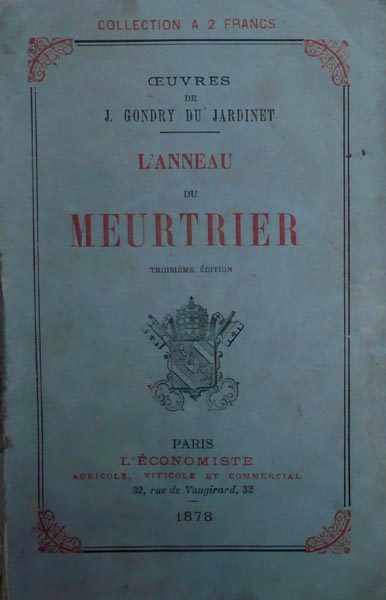 COLLECTION A 2 FRANCS
ŒUVRES
DE
J. GONDRY DU JARDINET
L'ANNEAU
DU
MEURTRIER
TROISIÈME ÉDITION
PARIS
L'ÉCONOMISTE
AGRICOLE, VITICOLE ET COMMERCIAL
32, rue de Vaugirard, 32
1878